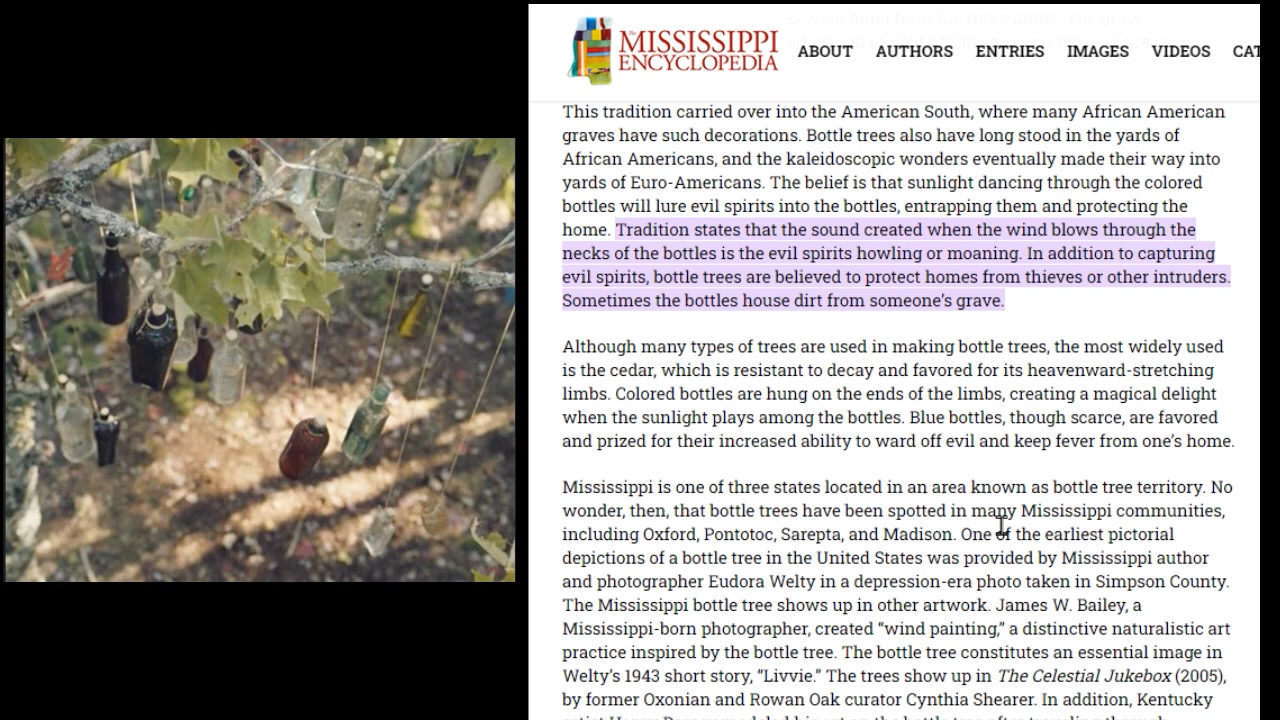 the
MISSISSIPPI
ENCYCLOPEDIA
ABOUT AUTHORS ENTRIES IMAGES VIDEOS
This tradition carried over into the American South, where many African American
graves have such decorations. Bottle trees also have long stood in the yards of
African Americans, and the kaleidoscopic wonders eventually made their way into
yards of Euro-Americans. The belief is that sunlight dancing through the colored
bottles will lure evil spirits into the bottles, entrapping them and protecting the
home. Tradition states that the sound created when the wind blows through the
necks of the bottles is the evil spirits howling or moaning. In addition to capturing
evil spirits, bottle trees are believed to protect homes from thieves or other intruders.
Sometimes the bottles house dirt from someone's grave.
Although many types of trees are used in making bottle trees, the most widely used
is the cedar, which is resistant to decay and favored for its heavenward-stretching
limbs. Colored bottles are hung on the ends of the limbs, creating a magical delight
when the sunlight plays among the bottles. Blue bottles, though scarce, are favored
and prized for their increased ability to ward off evil and keep fever from one's home.
Mississippi is one of three states located in an area known as bottle tree territory. No
wonder, then, that bottle trees have been spotted in many Mississippi communities,
including Oxford, Pontotoc, Sarepta, and Madison. One of the earliest pictorial
depictions of a bottle tree in the United States was provided by Mississippi author
and photographer Eudora Welty in a depression-era photo taken in Simpson County.
The Mississippi bottle tree shows up in other artwork. James W. Bailey, a
Mississippi-born photographer, created “wind painting,” a distinctive naturalistic art
practice inspired by the bottle tree. The bottle tree constitutes an essential image in
Welty's 1943 short story, “Livvie.” The trees show up in The Celestial Jukebox (2005),
by former Oxonian and Rowan Oak curator Cynthia Shearer. In addition, Kentucky